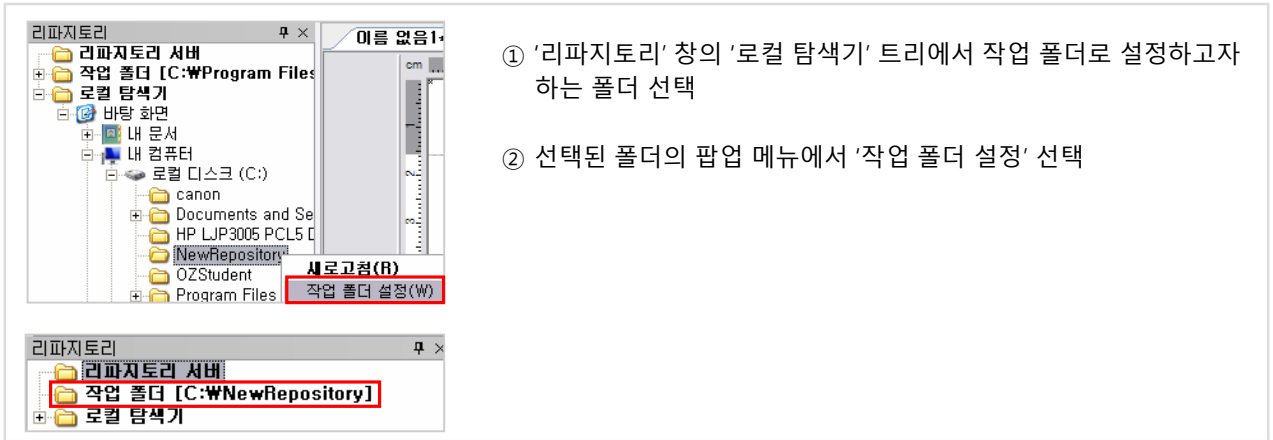 리파지토리
이름 없음1
리파지토리 서버
작업 폴더 [C:₩Program Files
cm
로컬 탐색기
바탕 화면
내 문서
내 컴퓨터
로컬 디스크 (C:)
canon
Documents and Se
HP LJP3005 PCL5 D
NewRepository
OZStudent
Program Files
새로고침(R)
작업 폴더 설정(W)
1
2
3
① ‘리파지토리’ 창의 ‘로컬 탐색기’ 트리에서 작업 폴더로 설정하고자
하는 폴더 선택
② 선택된 폴더의 팝업 메뉴에서 ‘작업 폴더 설정’ 선택
리파지토리
리파지토리 서버
작업 폴더 [C:₩NewRepository]
로컬 탐색기